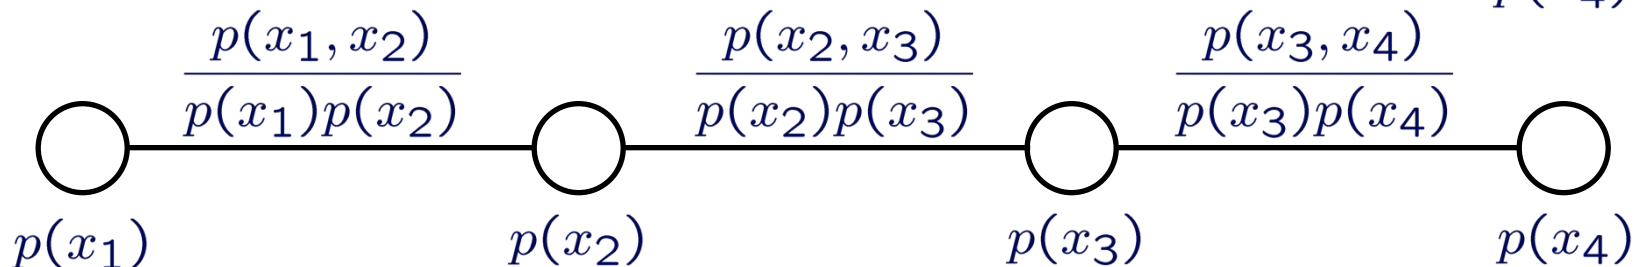 p(x₁, x₂) p(x₂, x₃) p(x₃, x₄)
p(x₁)p(x₂) p(x₂)p(x₃) p(x₃)p(x₄)
p(x₁) p(x₂) p(x₃) p(x₄)